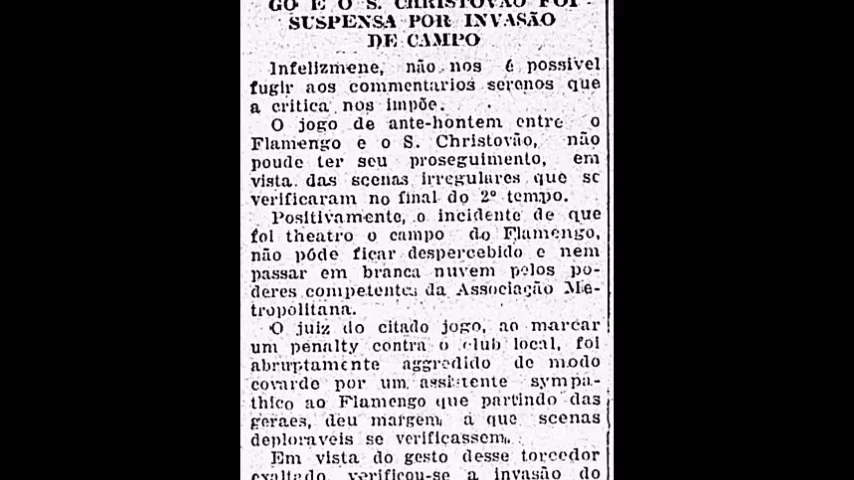 GO E O S. CHRISTOVÃO FOI
SUSPENSA POR INVASÃO
DE CAMPO
Infelizmene, não nos é possivel
fugir aos commentarios serenos que
a critica nos impõe.
O jogo de ante-hontem entre o
Flamengo e o S. Christovão, não
poude ter seu proseguimento, em
vista das scenas irregulares que se
verificaram no final do 2º tempo.
Positivamente, o incidente de que
foi theatro o campo do Flamengo,
não póde ficar despercebido e nem
passar em branca nuvem pelos po-
deres competentes da Associação Me-
tropolitana.
O juiz do citado jogo, ao marcar
um penalty contra o club local, foi
abruptamente aggredido de modo
covarde por um assistente sympa-
thico ao Flamengo que partindo das
geraes, deu margem a que scenas
deploraveis se verificassem.
Em vista do gesto desse torcedor
exaltado, verificou-se a invasão do